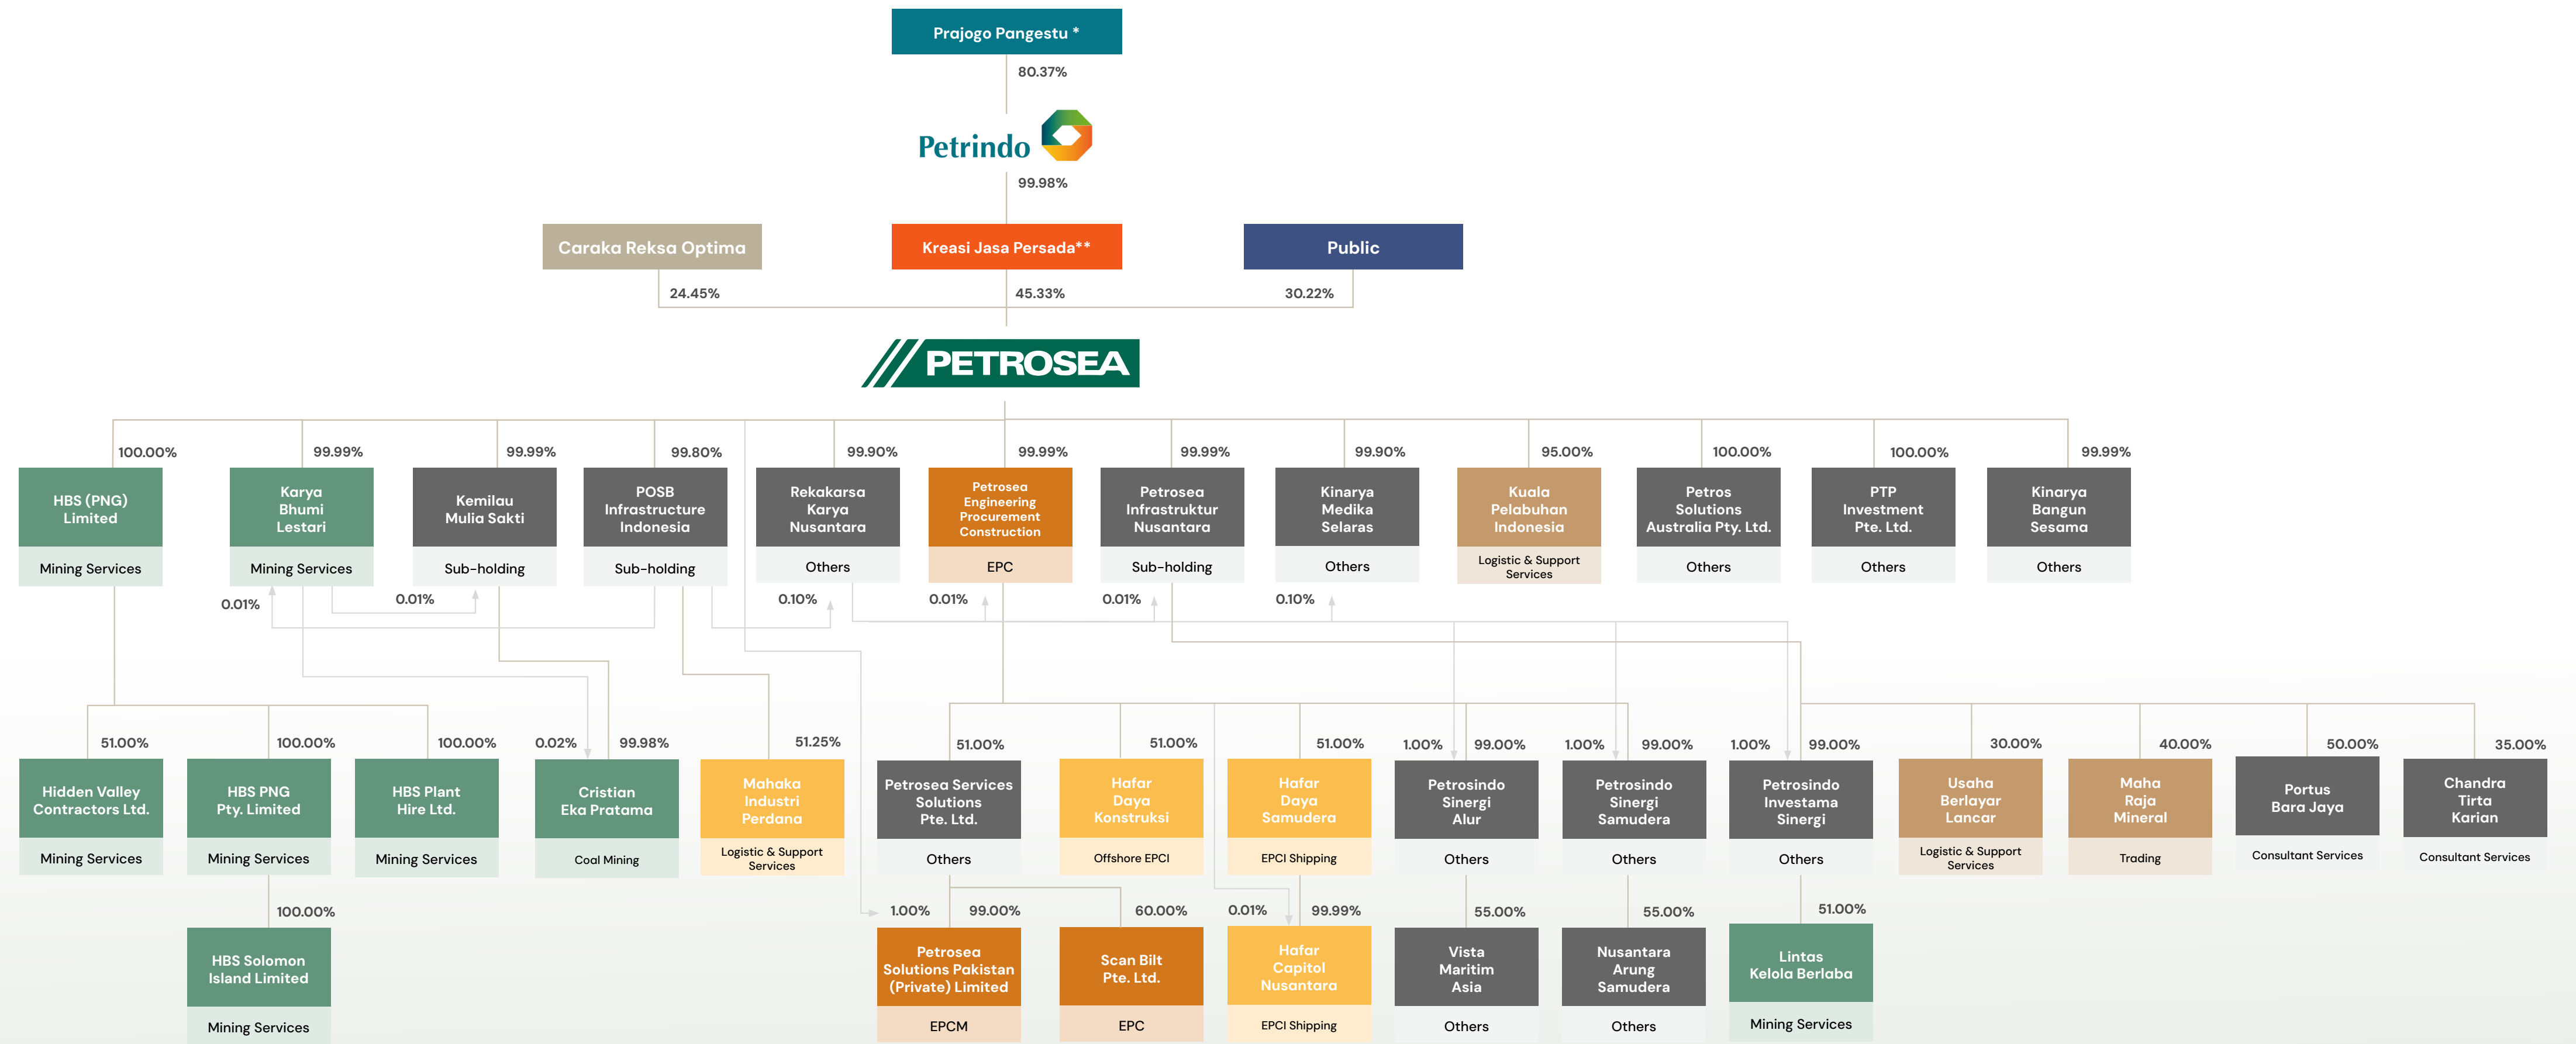 Prajogo Pangestu *
80.37%
Petrindo
99.98%
Caraka Reksa Optima
Kreasi Jasa Persada**
Public
24.45%
45.33%
30.22%
PETROSEA
100.00%
99.99%
99.99%
99.80%
99.90%
99.99%
99.99%
99.90%
95.00%
100.00%
100.00%
99.99%
HBS (PNG)
Limited
Mining Services
Karya
Bhumi
Lestari
Mining Services
Kemilau
Mulia Sakti
Sub-holding
POSB
Infrastructure
Indonesia
Sub-holding
Rekakarsa
Karya
Nusantara
Others
Petrosea
Engineering
Procurement
Construction
EPC
Petrosea
Infrastruktur
Nusantara
Sub-holding
Kinarya
Medika
Selaras
Others
Kuala
Pelabuhan
Indonesia
Logistic & Support
Services
Petros
Solutions
Australia Pty. Ltd.
Others
PTP
Investment
Pte. Ltd.
Others
Kinarya
Bangun
Sesama
Others
0.01%
0.01%
0.10%
0.01%
0.01%
0.10%
51.00%
100.00%
100.00%
0.02%
99.98%
51.25%
51.00%
51.00%
51.00%
1.00%
99.00%
1.00%
99.00%
1.00%
99.00%
30.00%
40.00%
50.00%
35.00%
Hidden Valley
Contractors Ltd.
Mining Services
HBS PNG
Pty. Limited
Mining Services
HBS Plant
Hire Ltd.
Mining Services
Cristian
Eka Pratama
Coal Mining
Mahaka
Industri
Perdana
Logistic & Support
Services
Petrosea Services
Solutions
Pte. Ltd.
Others
Hafar
Daya
Konstruksi
Offshore EPCI
Hafar
Daya
Samudera
EPCI Shipping
Petrosindo
Sinergi
Alur
Others
Petrosindo
Sinergi
Samudera
Others
Petrosindo
Investama
Sinergi
Others
Usaha
Berlayar
Lancar
Logistic & Support
Services
Maha
Raja
Mineral
Trading
Portus
Bara Jaya
Consultant Services
Chandra
Tirta
Karian
Consultant Services
100.00%
1.00%
99.00%
60.00%
0.01%
99.99%
55.00%
55.00%
51.00%
HBS Solomon
Island Limited
Mining Services
Petrosea
Solutions Pakistan
(Private) Limited
EPCM
Scan Bilt
Pte. Ltd.
EPC
Hafar
Capitol
Nusantara
EPCI Shipping
Vista
Maritim
Asia
Others
Nusantara
Arung
Samudera
Others
Lintas
Kelola Berlaba
Mining Services